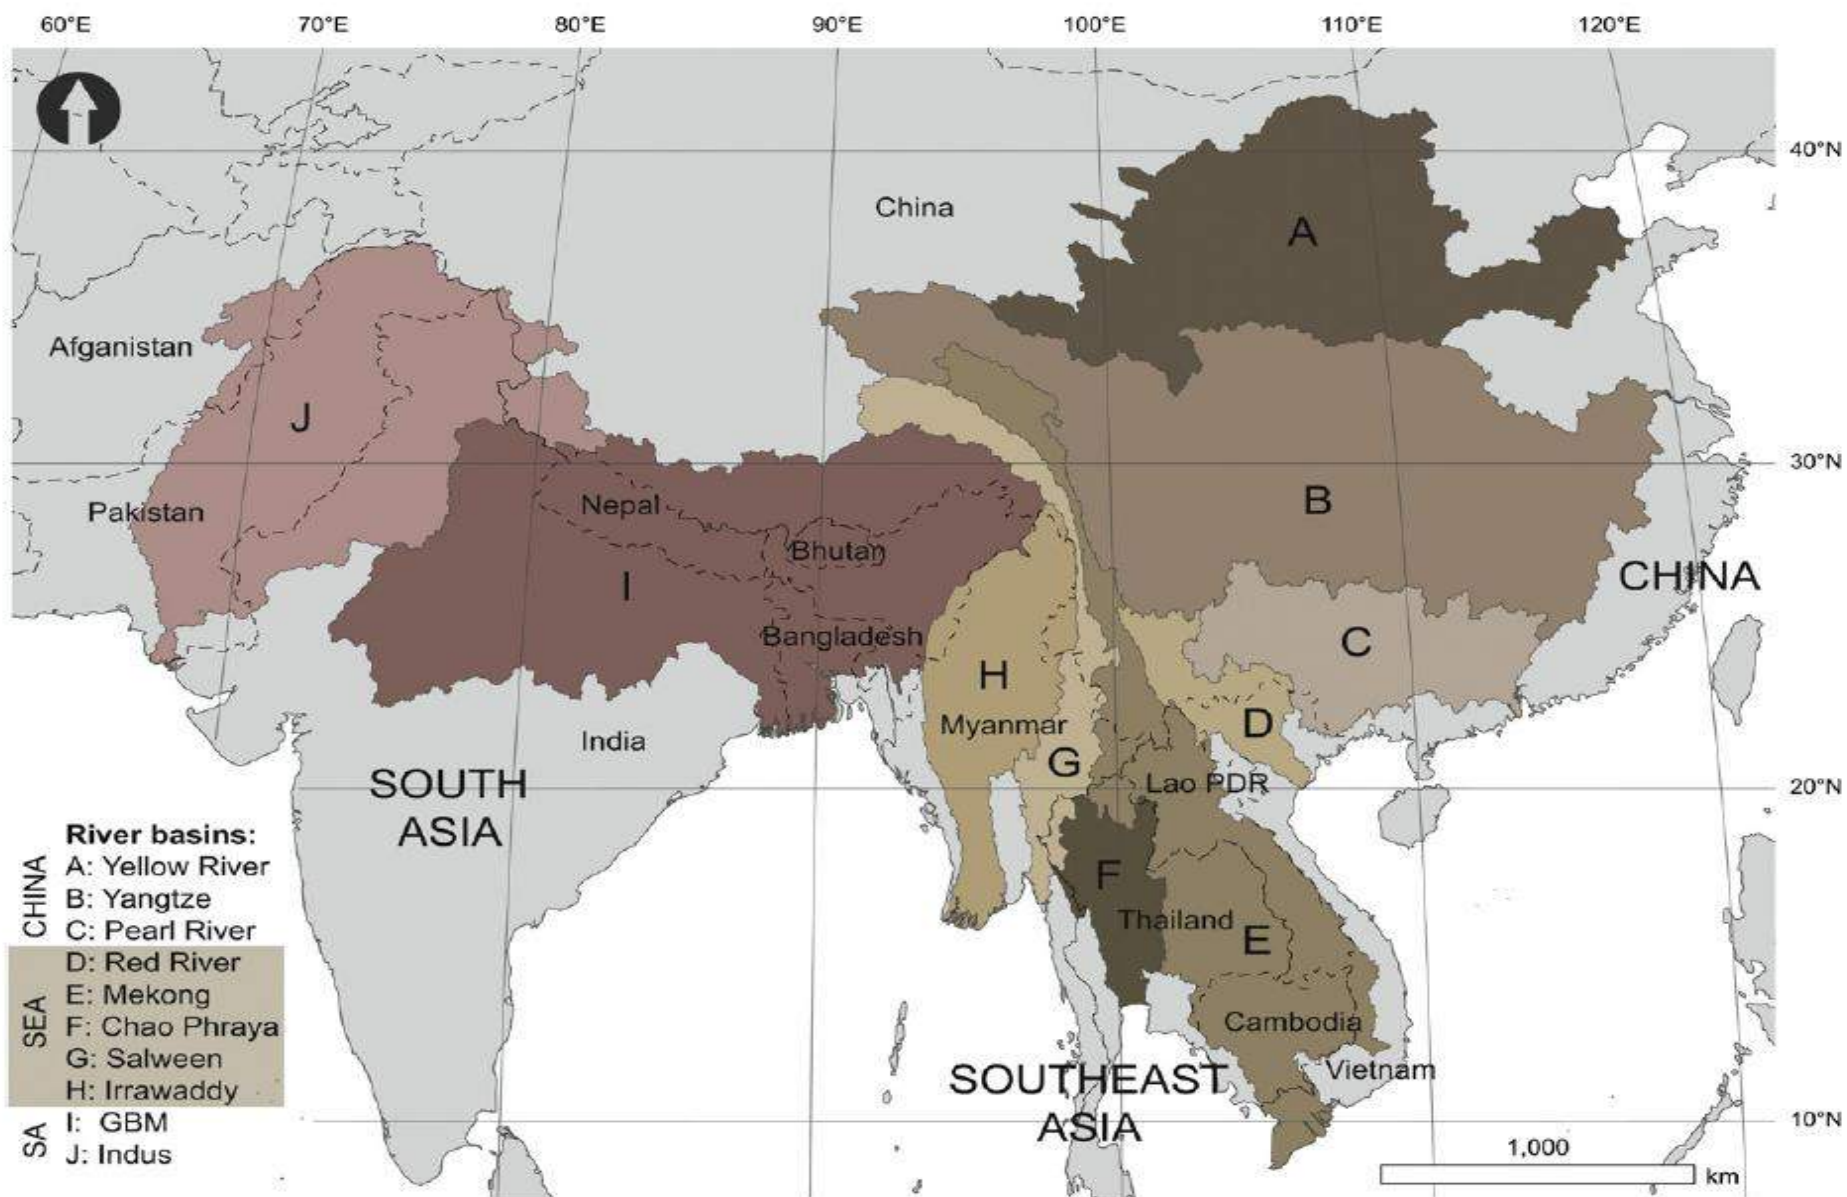 60°E 70°E 80°E 90°E 100°E 110°E 120°E
40°N
China
A
Afganistan
J
30°N
Pakistan
Nepal
B
Bhutan
CHINA
I
Bangladesh
C
H
Myanmar
D
India
G
Lao PDR
20°N
SOUTH
ASIA
F
Thailand
E
Cambodia
Vietnam
SOUTHEAST
ASIA
10°N
1,000
km
River basins:
CHINA
A: Yellow River
B: Yangtze
C: Pearl River
SEA
D: Red River
E: Mekong
F: Chao Phraya
G: Salween
H: Irrawaddy
SA
I: GBM
J: Indus